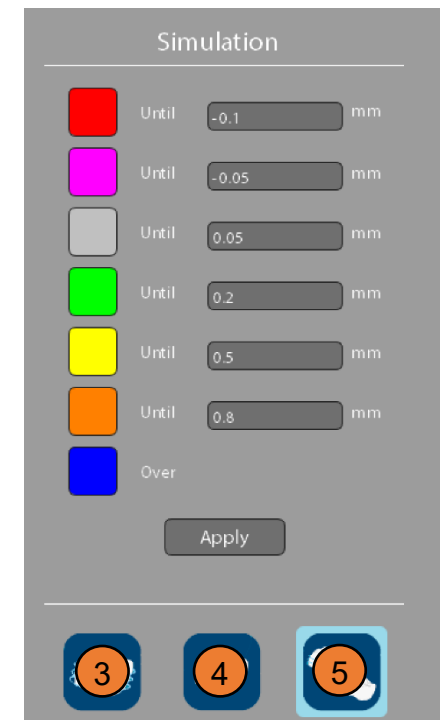 Simulation
Until -0.1 mm
Until -0.05 mm
Until 0.05 mm
Until 0.2 mm
Until 0.5 mm
Until 0.8 mm
Over
Apply
3 4 5